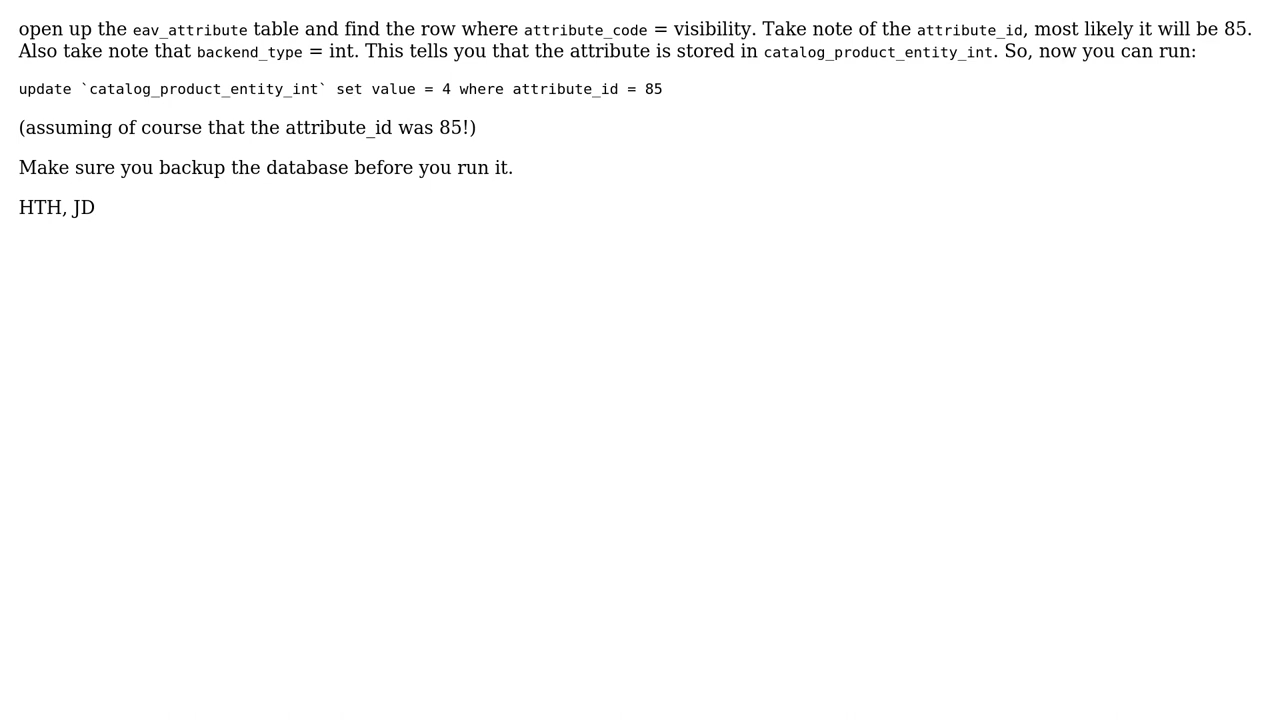 open up the eav_attribute table and find the row where attribute_code = visibility. Take note of the attribute_id, most likely it will be 85.
Also take note that backend_type = int. This tells you that the attribute is stored in catalog_product_entity_int. So, now you can run:
update `catalog_product_entity_int` set value = 4 where attribute_id = 85
(assuming of course that the attribute_id was 85!)
Make sure you backup the database before you run it.
HTH, JD